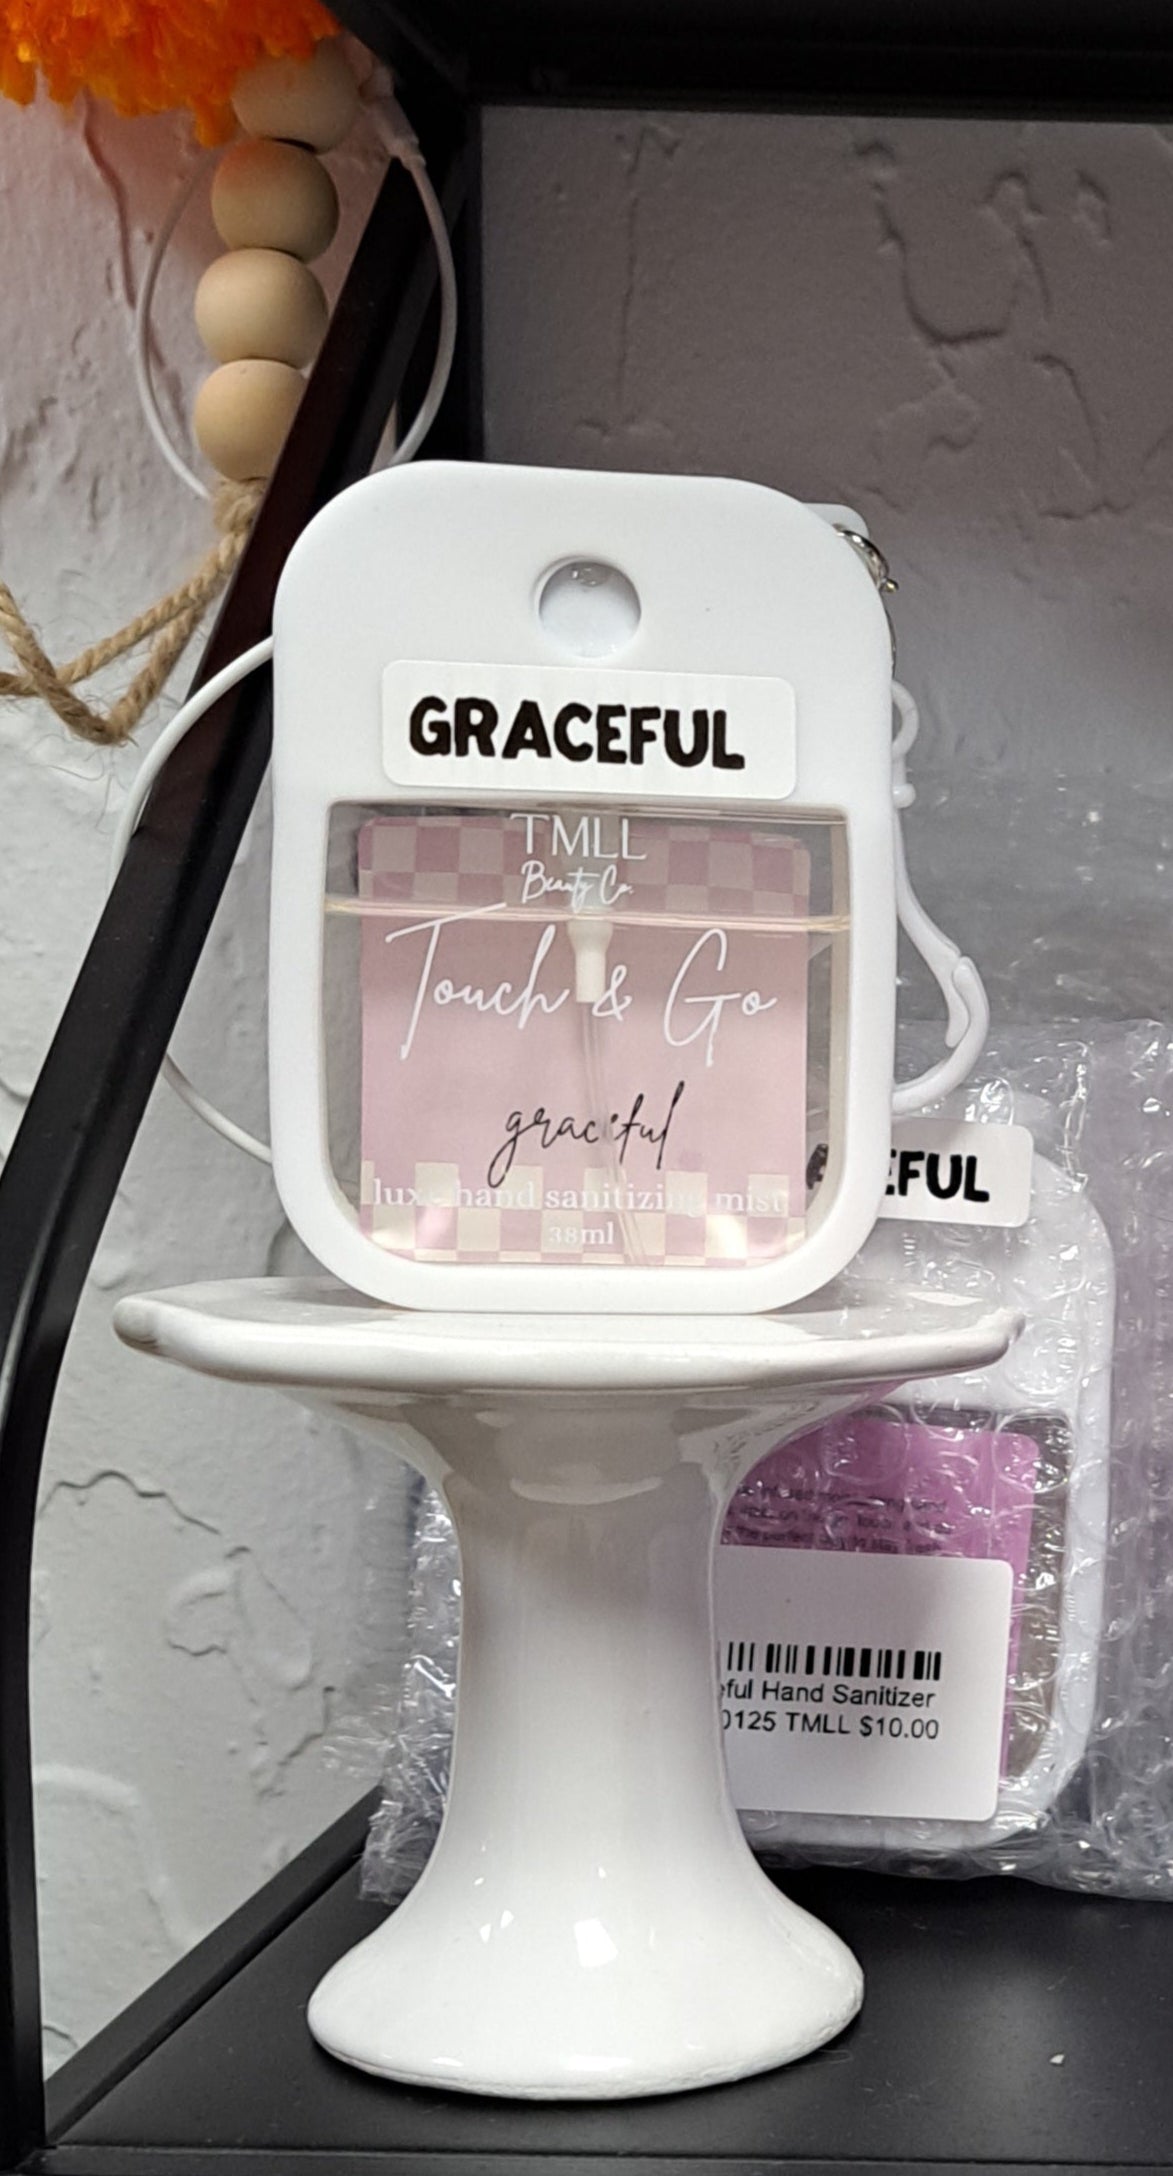 GRACEFUL
TMLL
Beauty Co.
Touch & Go
graceful
luxe hand sanitizing mist
38ml
EFUL
eful Hand Sanitizer
0125 TMLL $10.00